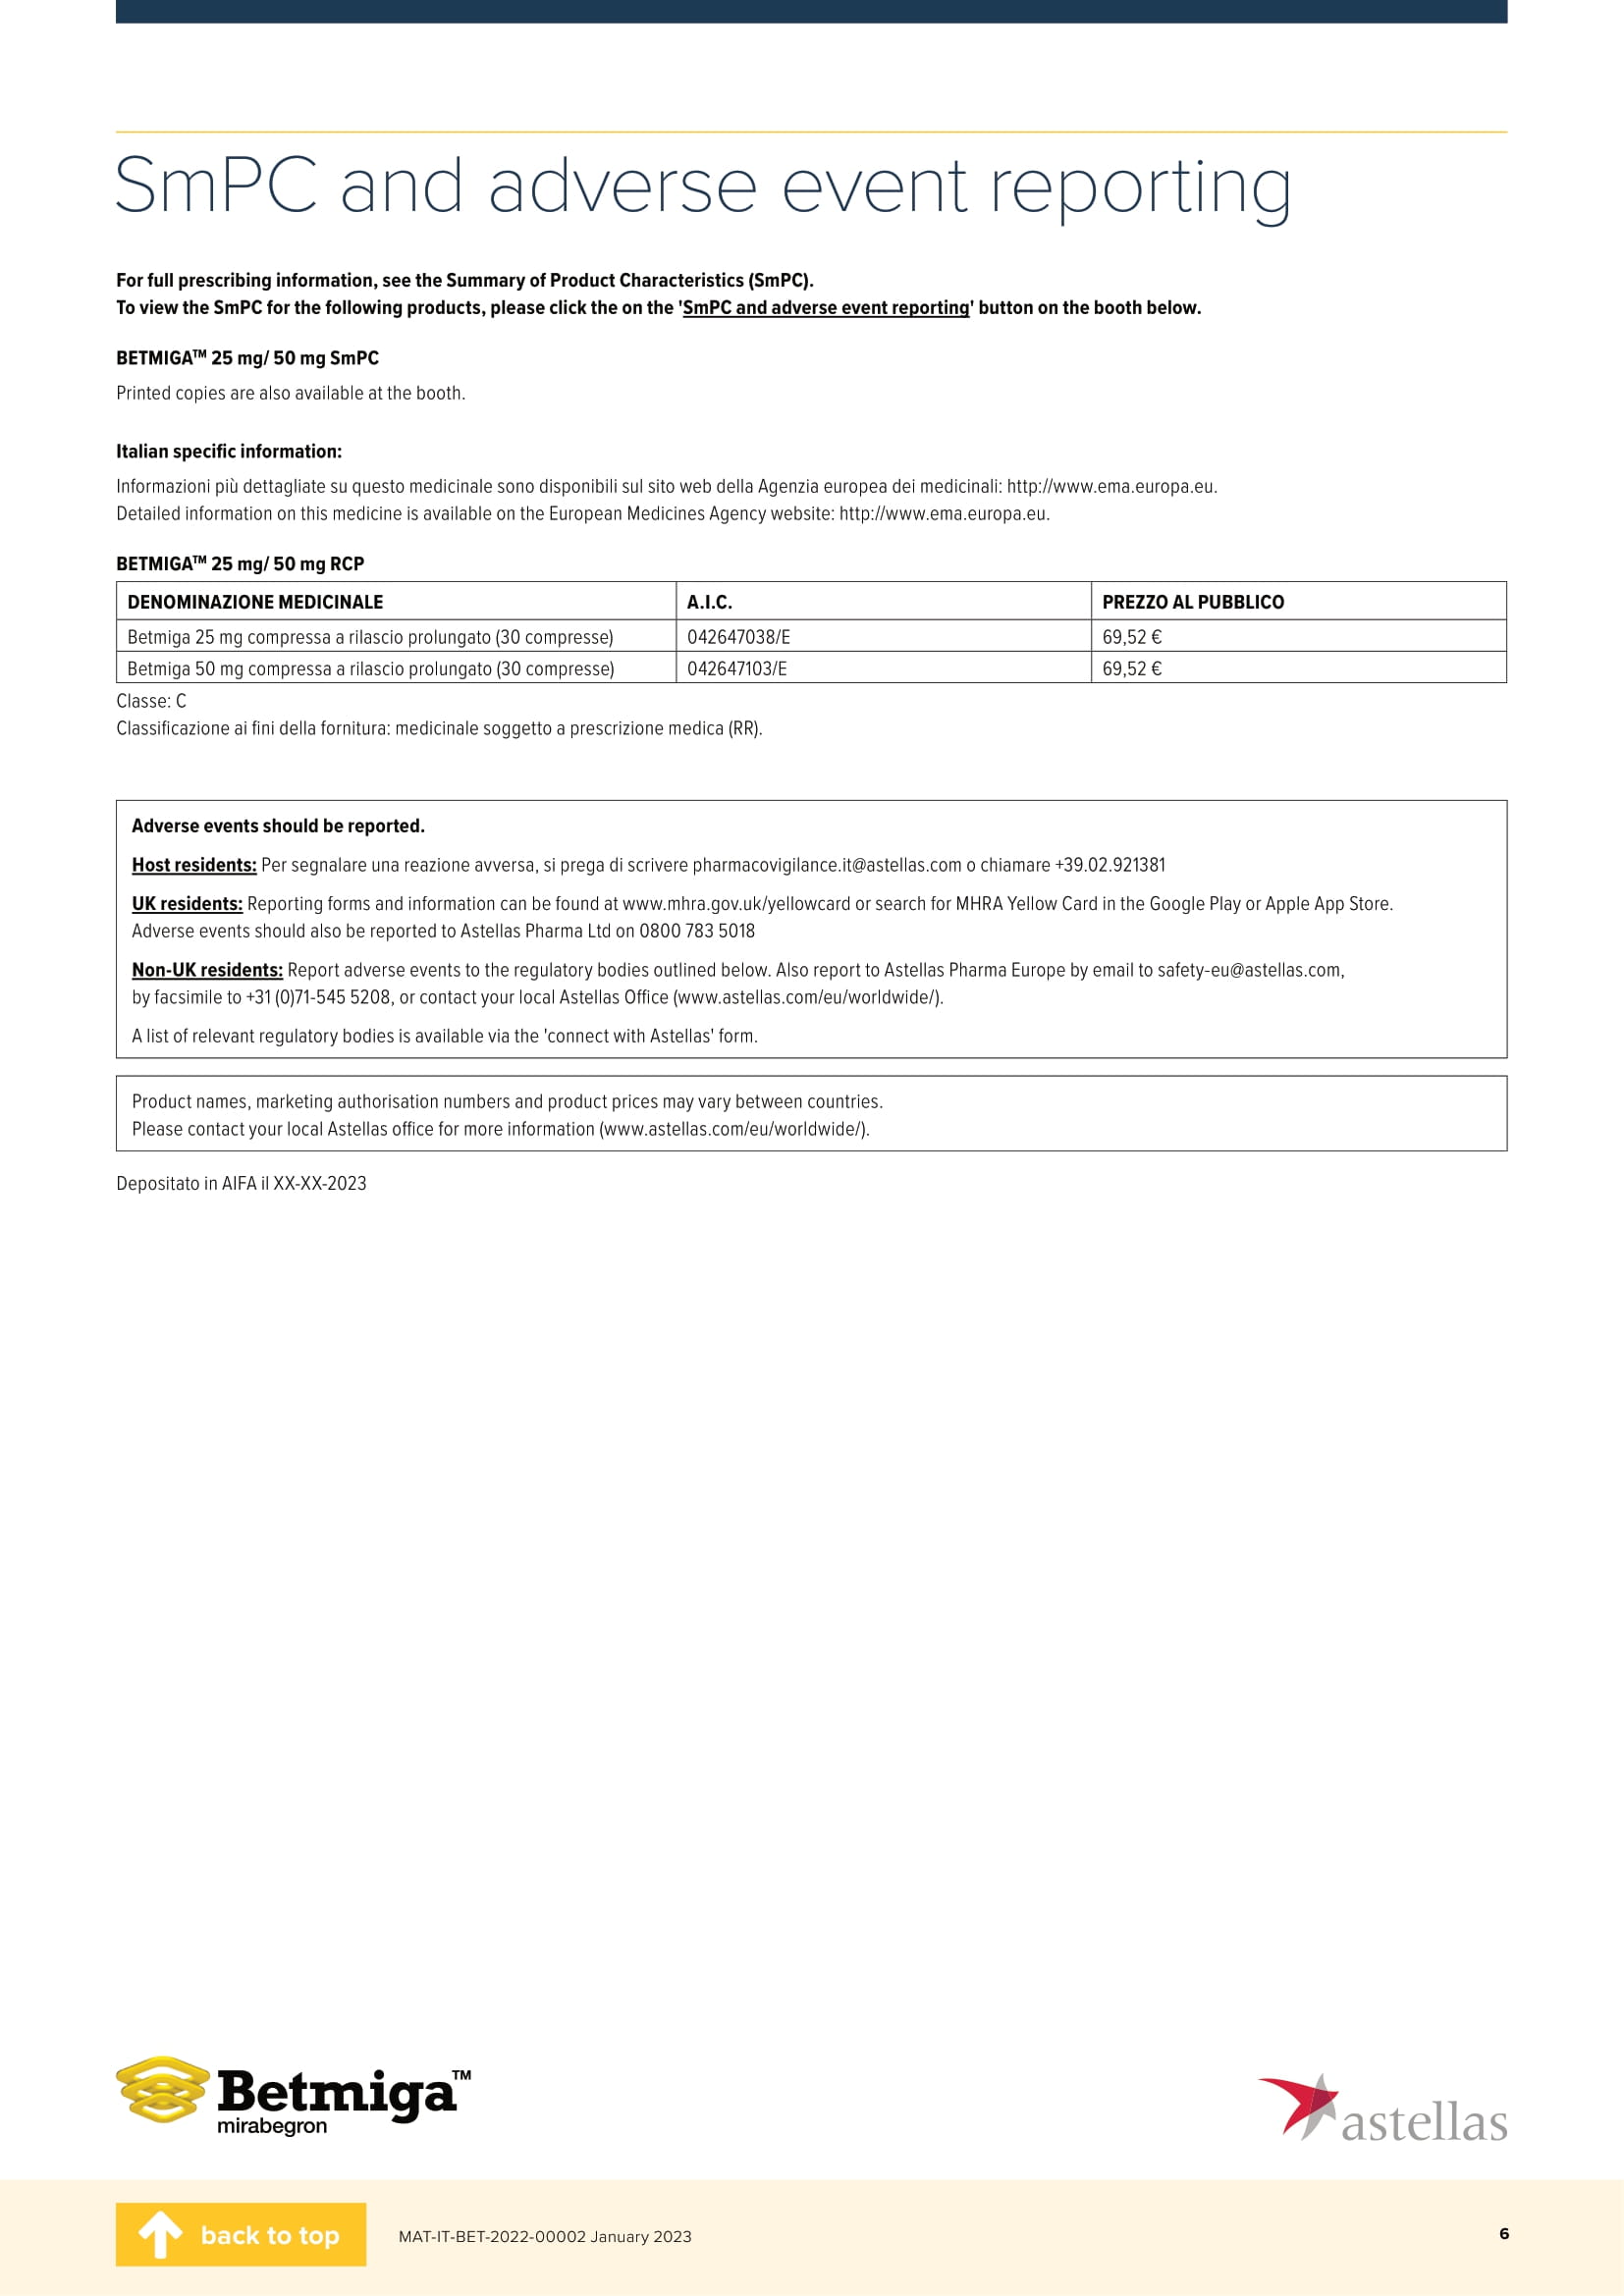 SmPC and adverse event reporting
For full prescribing information, see the Summary of Product Characteristics (SmPC).
To view the SmPC for the following products, please click the on the 'SmPC and adverse event reporting' button on the booth below.
BETMIGA™ 25 mg/ 50 mg SmPC
Printed copies are also available at the booth.
Italian specific information:
Informazioni più dettagliate su questo medicinale sono disponibili sul sito web della Agenzia europea dei medicinali: http://www.ema.europa.eu.
Detailed information on this medicine is available on the European Medicines Agency website: http://www.ema.europa.eu.
BETMIGA™ 25 mg/ 50 mg RCP
DENOMINAZIONE MEDICINALE A.I.C. PREZZO AL PUBBLICO
Betmiga 25 mg compressa a rilascio prolungato (30 compresse) 042647038/E 69,52 €
Betmiga 50 mg compressa a rilascio prolungato (30 compresse) 042647103/E 69,52 €
Classe: C
Classificazione ai fini della fornitura: medicinale soggetto a prescrizione medica (RR).
Adverse events should be reported.
Host residents: Per segnalare una reazione avversa, si prega di scrivere pharmacovigilance.it@astellas.com o chiamare +39.02.921381
UK residents: Reporting forms and information can be found at www.mhra.gov.uk/yellowcard or search for MHRA Yellow Card in the Google Play or Apple App Store.
Adverse events should also be reported to Astellas Pharma Ltd on 0800 783 5018
Non-UK residents: Report adverse events to the regulatory bodies outlined below. Also report to Astellas Pharma Europe by email to safety-eu@astellas.com,
by facsimile to +31 (0)71-545 5208, or contact your local Astellas Office (www.astellas.com/eu/worldwide/).
A list of relevant regulatory bodies is available via the 'connect with Astellas' form.
Product names, marketing authorisation numbers and product prices may vary between countries.
Please contact your local Astellas office for more information (www.astellas.com/eu/worldwide/).
Depositato in AIFA il XX-XX-2023
Betmiga™
mirabegron
astellas
back to top
MAT-IT-BET-2022-00002 January 2023
6